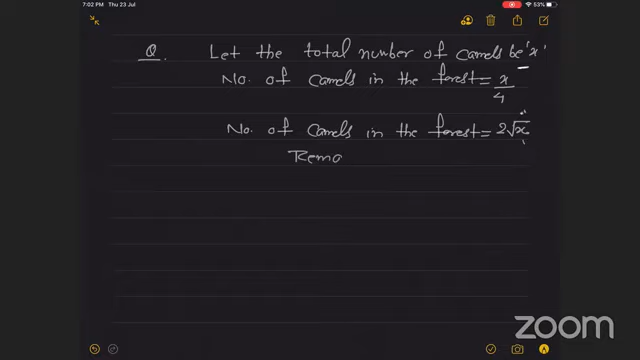 7:02 PM Thu 23 Jul
53%
Q Let the total number of Camels be 'x'
No. of Camels in the forest = x/4
No. of Camels in the forest = 2√x
Remo
zoom